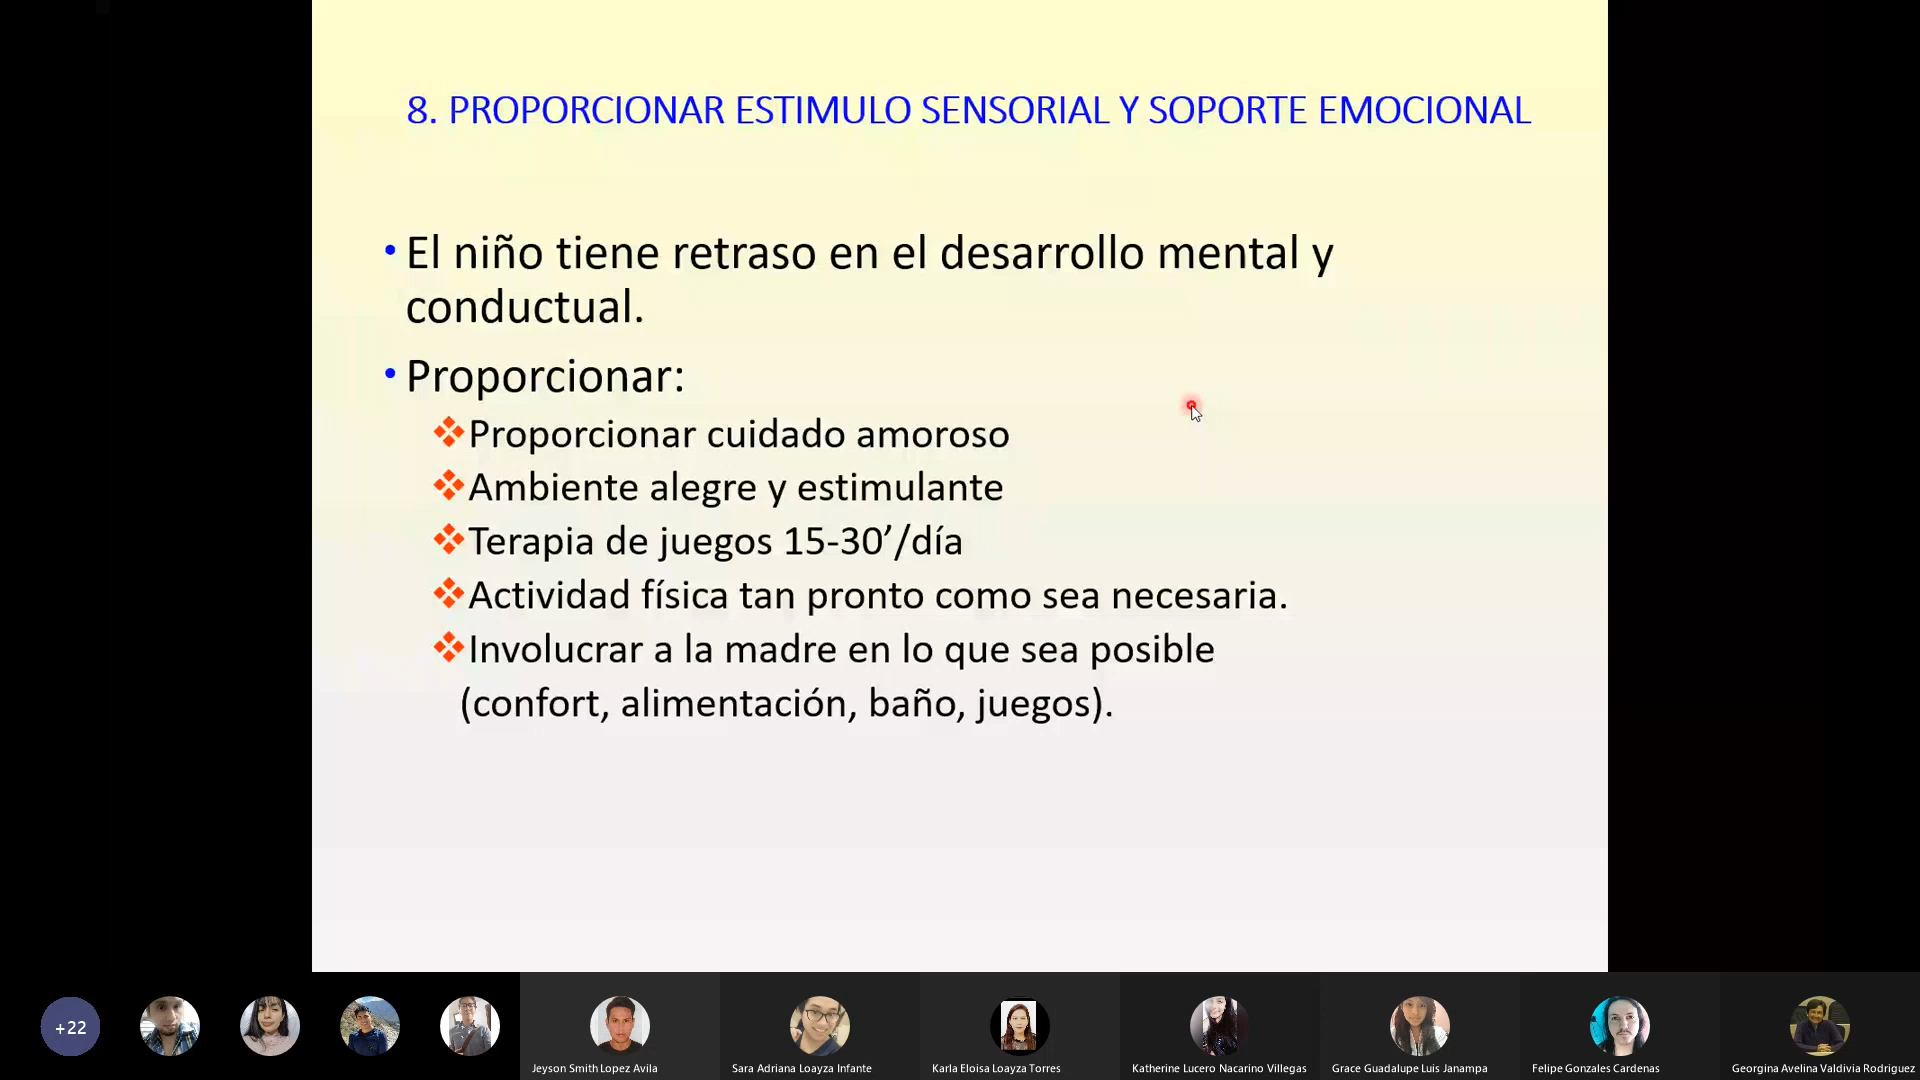 8. PROPORCIONAR ESTIMULO SENSORIAL Y SOPORTE EMOCIONAL
• El niño tiene retraso en el desarrollo mental y
conductual.
• Proporcionar:
❖Proporcionar cuidado amoroso
❖Ambiente alegre y estimulante
❖Terapia de juegos 15-30’/día
❖Actividad física tan pronto como sea necesaria.
❖Involucrar a la madre en lo que sea posible
(confort, alimentación, baño, juegos).
+22
Jeyson Smith Lopez Avila
Sara Adriana Loayza Infante
Karla Eloisa Loayza Torres
Katherine Lucero Nacarino Villegas
Grace Guadalupe Luis Janampa
Felipe Gonzales Cardenas
Georgina Avelina Valdivia Rodriguez